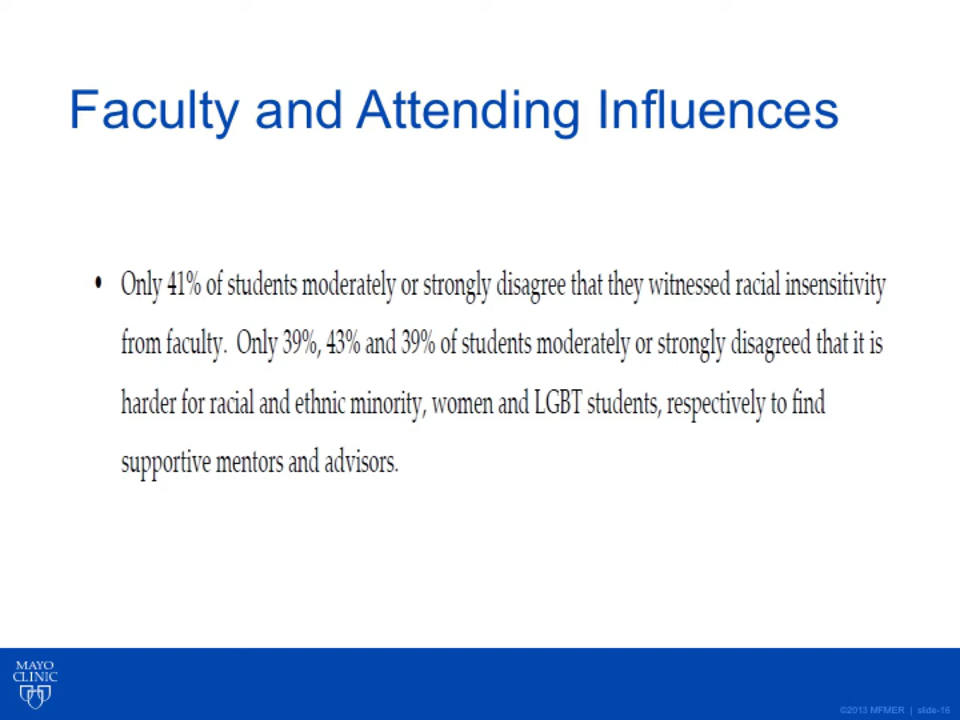 Faculty and Attending Influences
• Only 41% of students moderately or strongly disagree that they witnessed racial insensitivity
from faculty. Only 39%, 43% and 39% of students moderately or strongly disagreed that it is
harder for racial and ethnic minority, women and LGBT students, respectively to find
supportive mentors and advisors.
MAYO
CLINIC
©2013 MFMER | slide-16